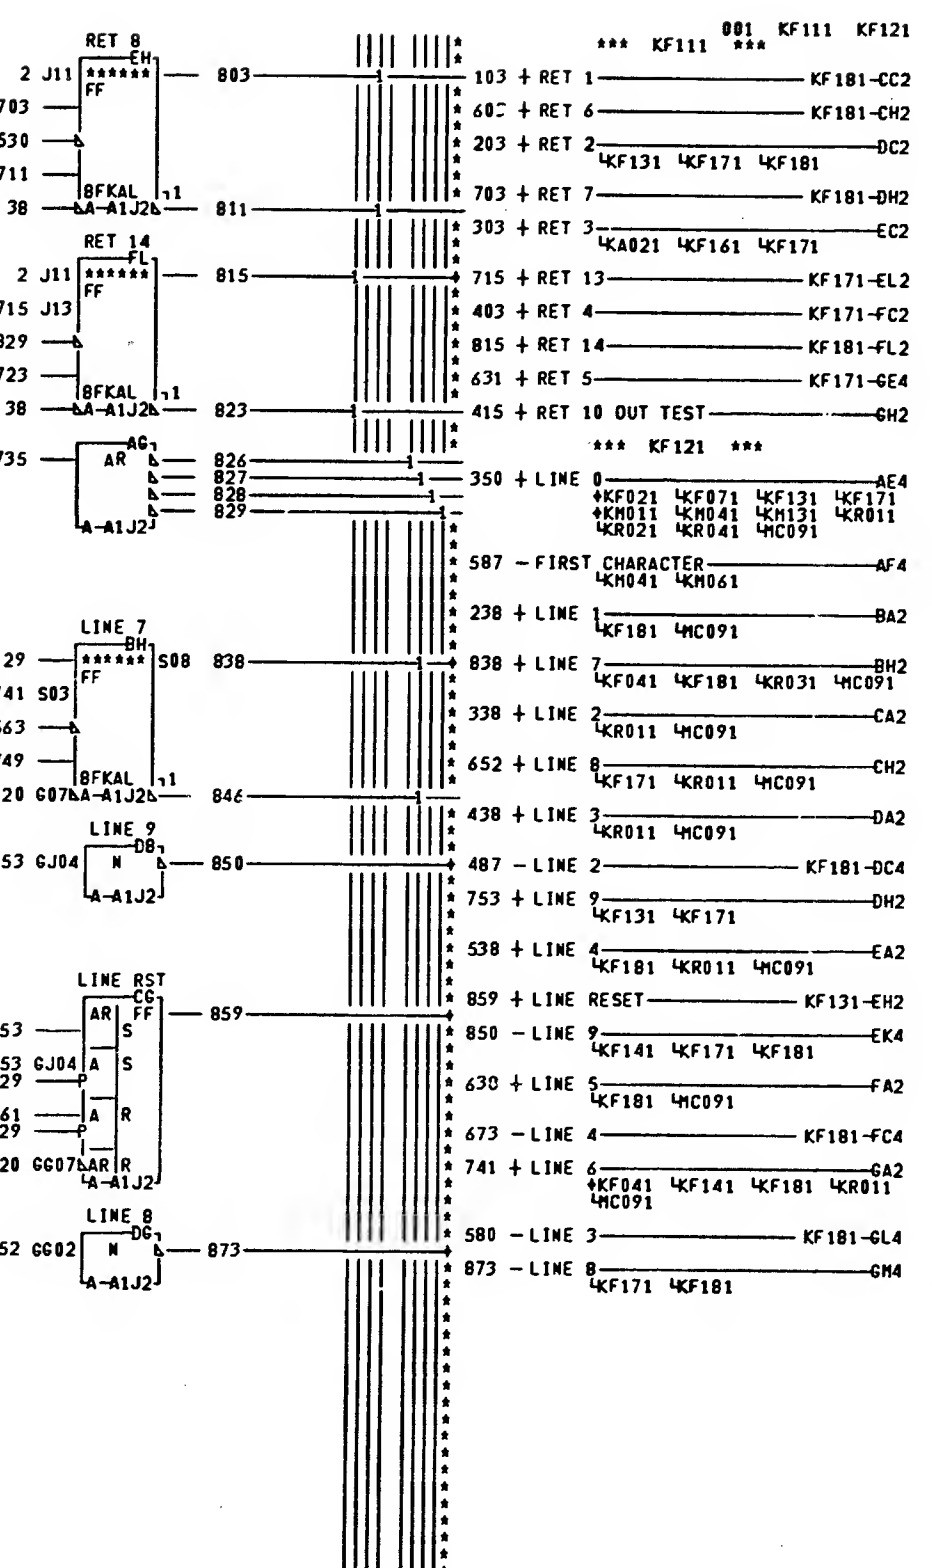 001 KF111 KF121
*** KF111 ***
RET 8
EH
2 J11 ****** 803
FF
703
530
711
BFKAL 1
38 A-A1J2 811
RET 14
FL
2 J11 ****** 815
FF
715 J13
829
723
BFKAL 1
38 A-A1J2 823
AG
735 AR 826
827
828
829
A-A1J2
LINE 7
BH
29 ****** S08 838
FF
741 S03
563
749
BFKAL 1
20 G07 A-A1J2 846
LINE 9
DB
53 GJ04 N 850
A-A1J2
LINE RST
CG
AR FF 859
53 S
53 GJ04 A S
29 P
61 A R
29 P
20 GG07 AR R
A-A1J2
LINE 8
DG
52 GG02 N 873
A-A1J2
103 + RET 1 KF181-CC2
+ RET 6 KF181-CH2
203 + RET 2 DC2
KF131 KF171 KF181
703 + RET 7 KF181-DH2
303 + RET 3 EC2
KA021 KF161 KF171
715 + RET 13 KF171-EL2
403 + RET 4 KF171-FC2
815 + RET 14 KF181-FL2
631 + RET 5 KF171-GE4
415 + RET 10 OUT TEST GH2
*** KF121 ***
350 + LINE 0 AE4
KF021 KF071 KF131 KF171
KM011 KM041 KM131 KR011
KR021 KR041 MC091
587 - FIRST CHARACTER AF4
KM041 KM061
238 + LINE 1 BA2
KF181 MC091
838 + LINE 7 BH2
KF041 KF181 KR031 MC091
338 + LINE 2 CA2
KR011 MC091
652 + LINE 8 CH2
KF171 KR011 MC091
438 + LINE 3 DA2
KR011 MC091
487 - LINE 2 KF181-DC4
753 + LINE 9 DH2
KF131 KF171
538 + LINE 4 EA2
KF181 KR011 MC091
859 + LINE RESET KF131-EH2
850 - LINE 9 EK4
KF141 KF171 KF181
638 + LINE 5 FA2
KF181 MC091
673 - LINE 4 KF181-FC4
741 + LINE 6 GA2
KF041 KF141 KF181 KR011
MC091
580 - LINE 3 KF181-GL4
873 - LINE 8 GM4
KF171 KF181